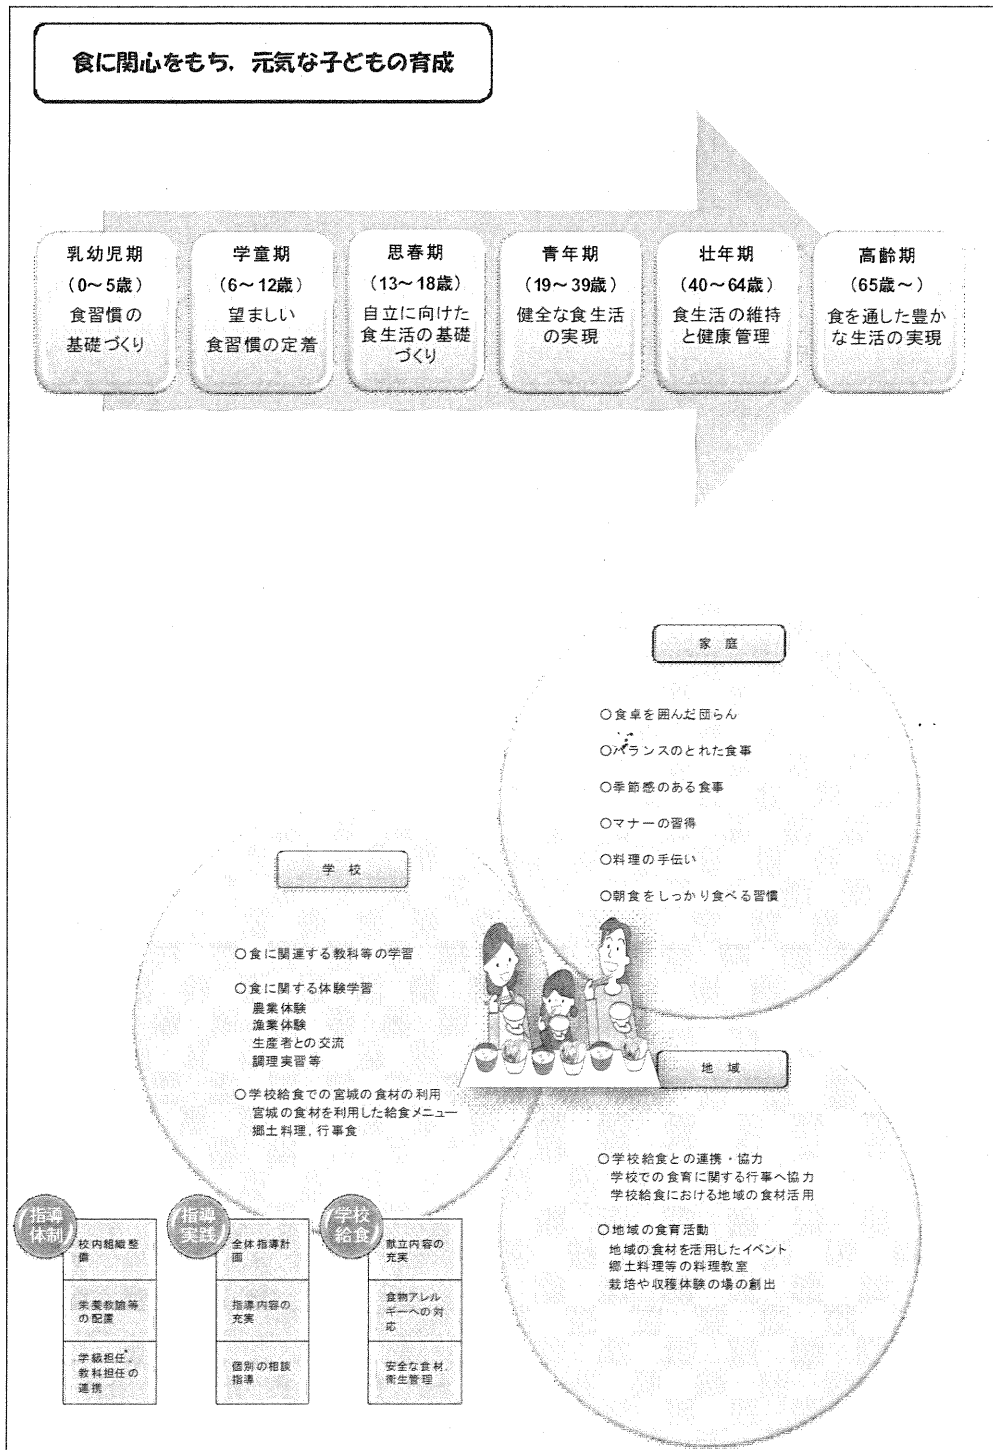 食に関心をもち，元気な子どもの育成
乳幼児期
（0～5歳）
食習慣の
基礎づくり
学童期
（6～12歳）
望ましい
食習慣の定着
思春期
（13～18歳）
自立に向けた
食生活の基礎
づくり
青年期
（19～39歳）
健全な食生活
の実現
壮年期
（40～64歳）
食生活の維持
と健康管理
高齢期
（65歳～）
食を通した豊か
な生活の実現
家 庭
○食卓を囲んだ団らん
○バランスのとれた食事
○季節感のある食事
○マナーの習得
○料理の手伝い
○朝食をしっかり食べる習慣
学 校
○食に関連する教科等の学習
○食に関する体験学習
農業体験
漁業体験
生産者との交流
調理実習等
○学校給食での宮城の食材の利用
宮城の食材を利用した給食メニュー
郷土料理，行事食
地 域
○学校給食との連携・協力
学校での食育に関する行事へ協力
学校給食における地域の食材活用
○地域の食育活動
地域の食材を活用したイベント
郷土料理等の料理教室
栽培や収穫体験の場の創出
指導
体制
校内組織整
備
栄養教諭等
の配置
学級担任、
教科担任の
連携
指導
実践
全体指導計
画
指導内容の
充実
個別の相談
指導
学校
給食
献立内容の
充実
食物アレル
ギーへの対
応
安全な食材，
衛生管理